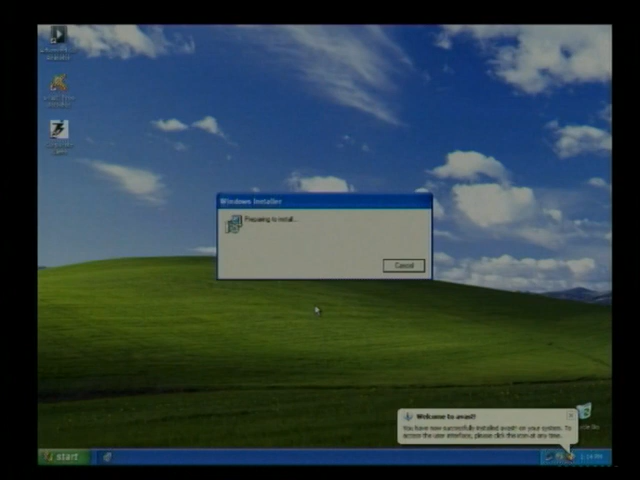 Windows Installer
Preparing to install...
Cancel
Welcome to avast!
You have now successfully installed avast! on your system. To
access the user interface, please click the icon at any time.
start